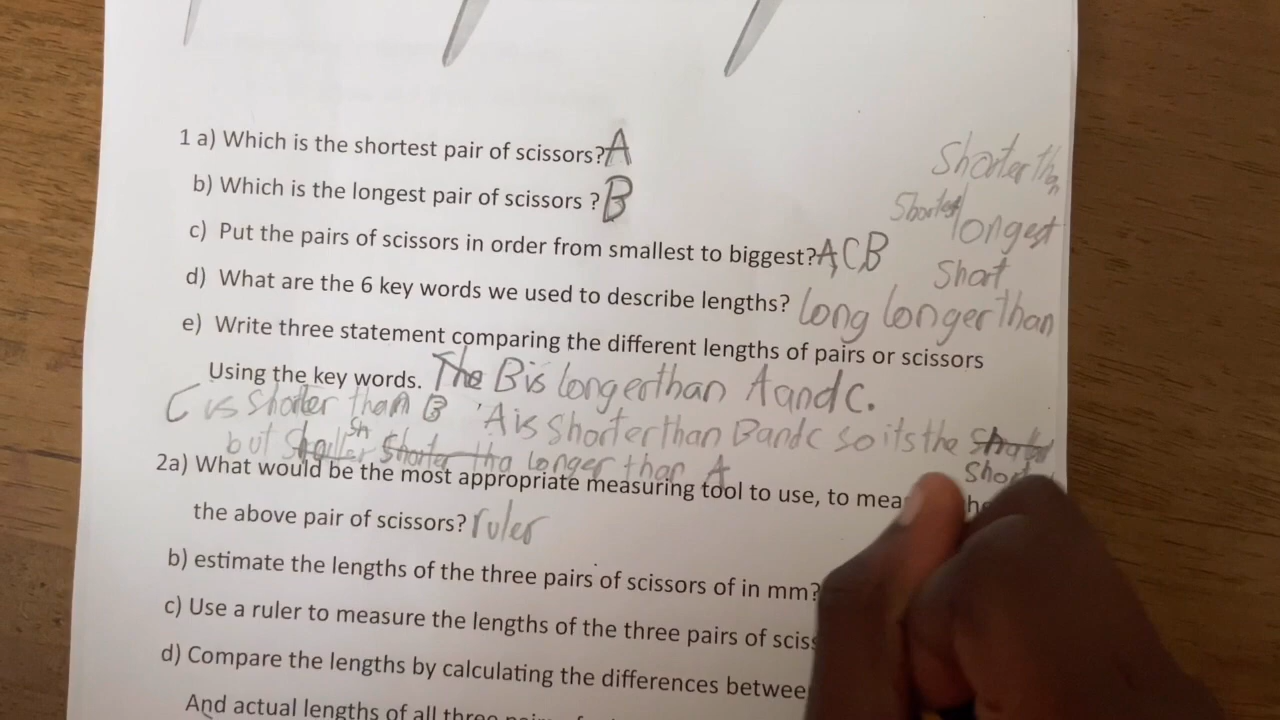 1 a) Which is the shortest pair of scissors? A
Shorter than
b) Which is the longest pair of scissors ? B
Shortest
longest
c) Put the pairs of scissors in order from smallest to biggest? A, C, B
Short
d) What are the 6 key words we used to describe lengths? long longer than
e) Write three statement comparing the different lengths of pairs or scissors
Using the key words. The B is longer than A and C.
C is shorter than B 'A is Shorter than B and C so its the
but Shorter tha longer than A
2a) What would be the most appropriate measuring tool to use, to
the above pair of scissors? ruler
b) estimate the lengths of the three pairs of scissors of in mm?
c) Use a ruler to measure the lengths of the three pairs of
d) Compare the lengths by calculating the differences
And actual lengths of all three